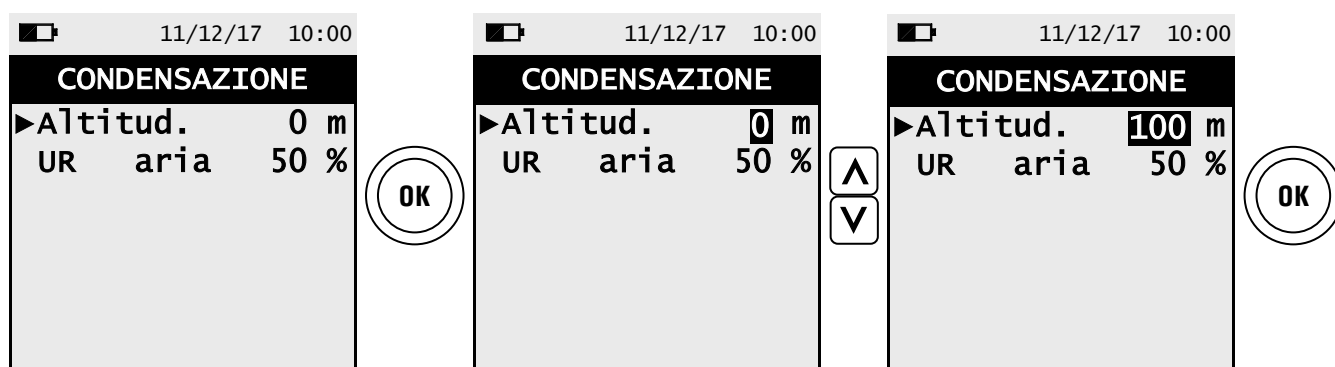 11/12/17 10:00
CONDENSAZIONE
►Altitud. 0 m
UR aria 50 %
OK
11/12/17 10:00
CONDENSAZIONE
►Altitud. 0 m
UR aria 50 %
11/12/17 10:00
CONDENSAZIONE
►Altitud. 100 m
UR aria 50 %
OK